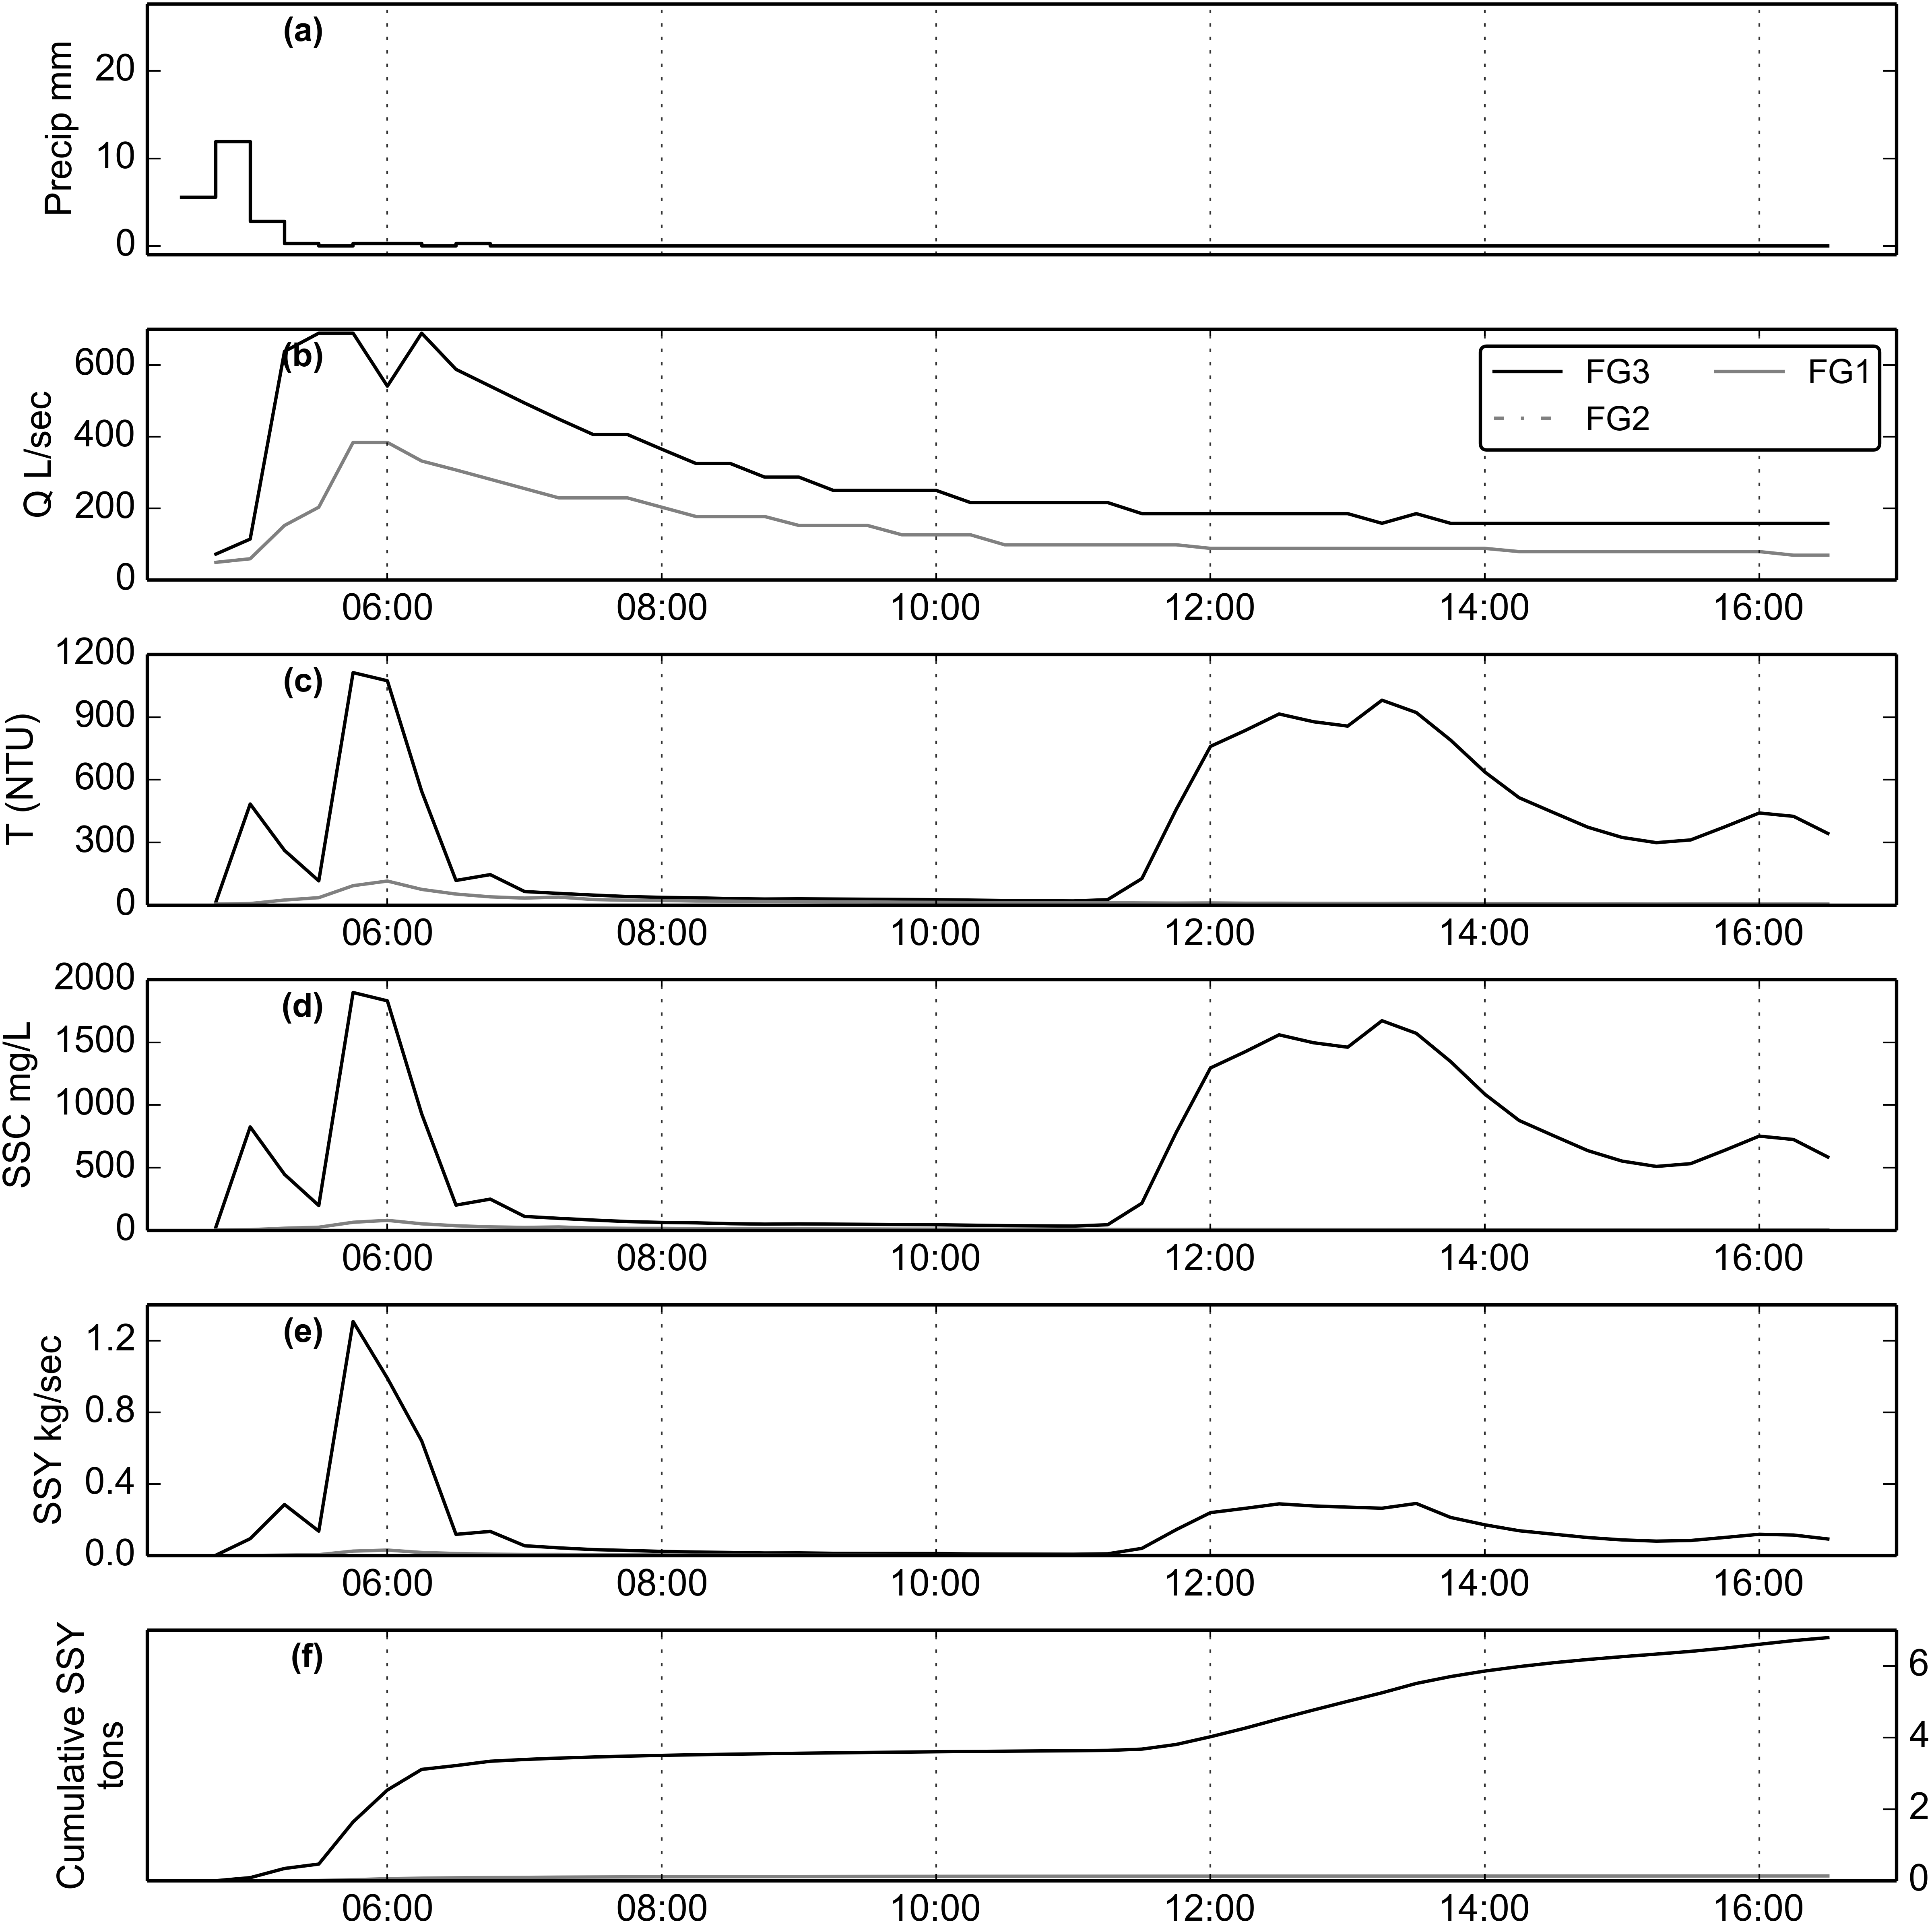 (a)
Precip mm
20
10
0
(b)
Q L/sec
600
400
200
0
FG3 FG1
FG2
06:00 08:00 10:00 12:00 14:00 16:00
(c)
T (NTU)
1200
900
600
300
0
06:00 08:00 10:00 12:00 14:00 16:00
(d)
SSC mg/L
2000
1500
1000
500
0
06:00 08:00 10:00 12:00 14:00 16:00
(e)
SSY kg/sec
1.2
0.8
0.4
0.0
06:00 08:00 10:00 12:00 14:00 16:00
(f)
Cumulative SSY
tons
6
4
2
0
06:00 08:00 10:00 12:00 14:00 16:00